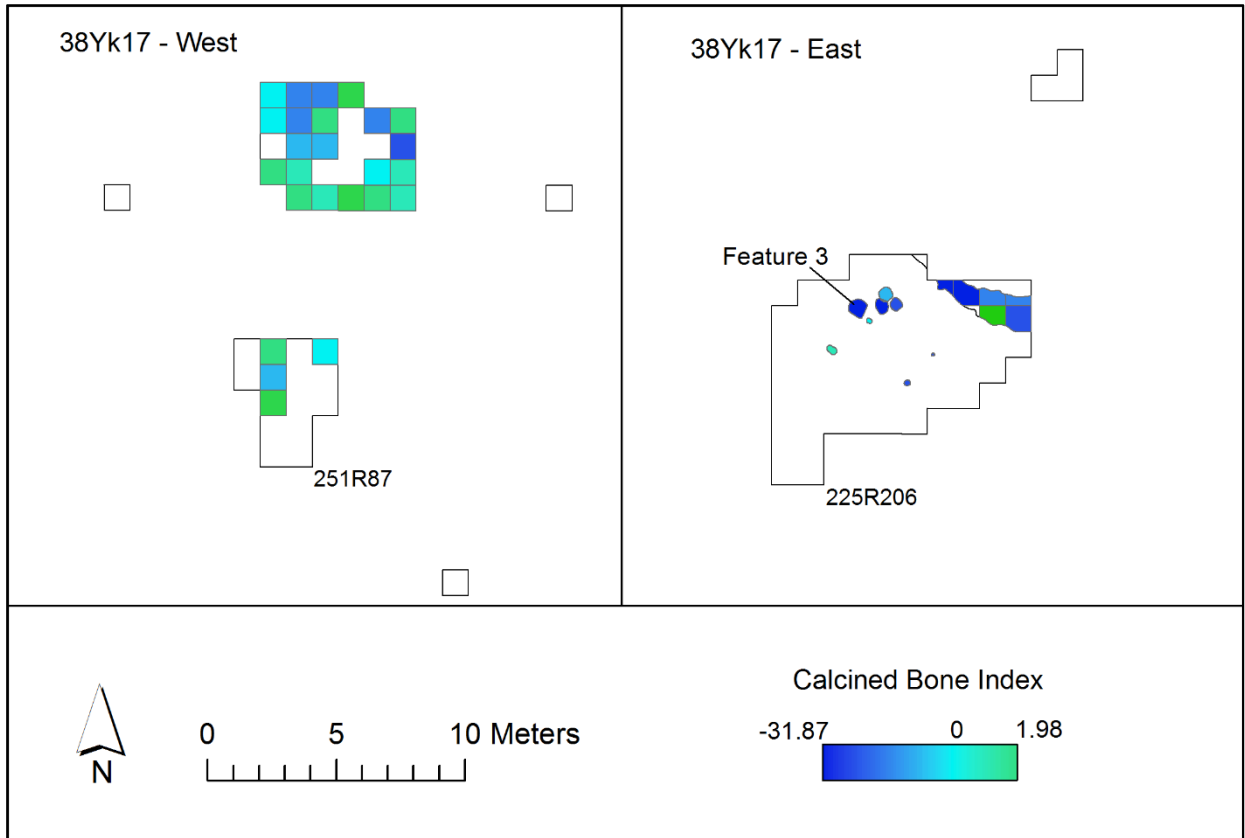 38Yk17 - West
38Yk17 - East
Feature 3
251R87
225R206
N
0 5 10 Meters
Calcined Bone Index
-31.87 0 1.98